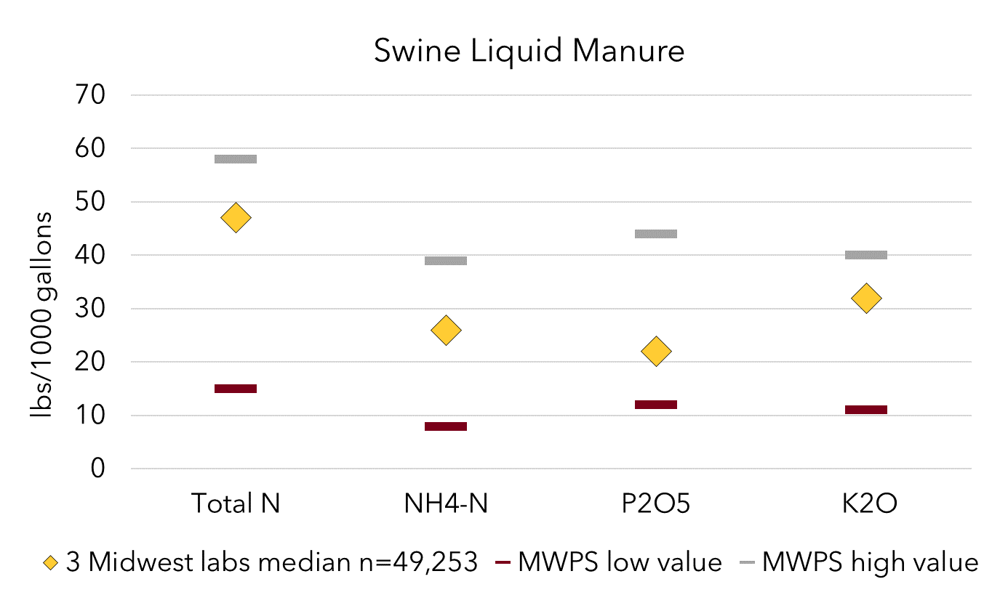 Swine Liquid Manure
lbs/1000 gallons
70
60
50
40
30
20
10
0
Total N NH4-N P2O5 K2O
3 Midwest labs median n=49,253 MWPS low value MWPS high value